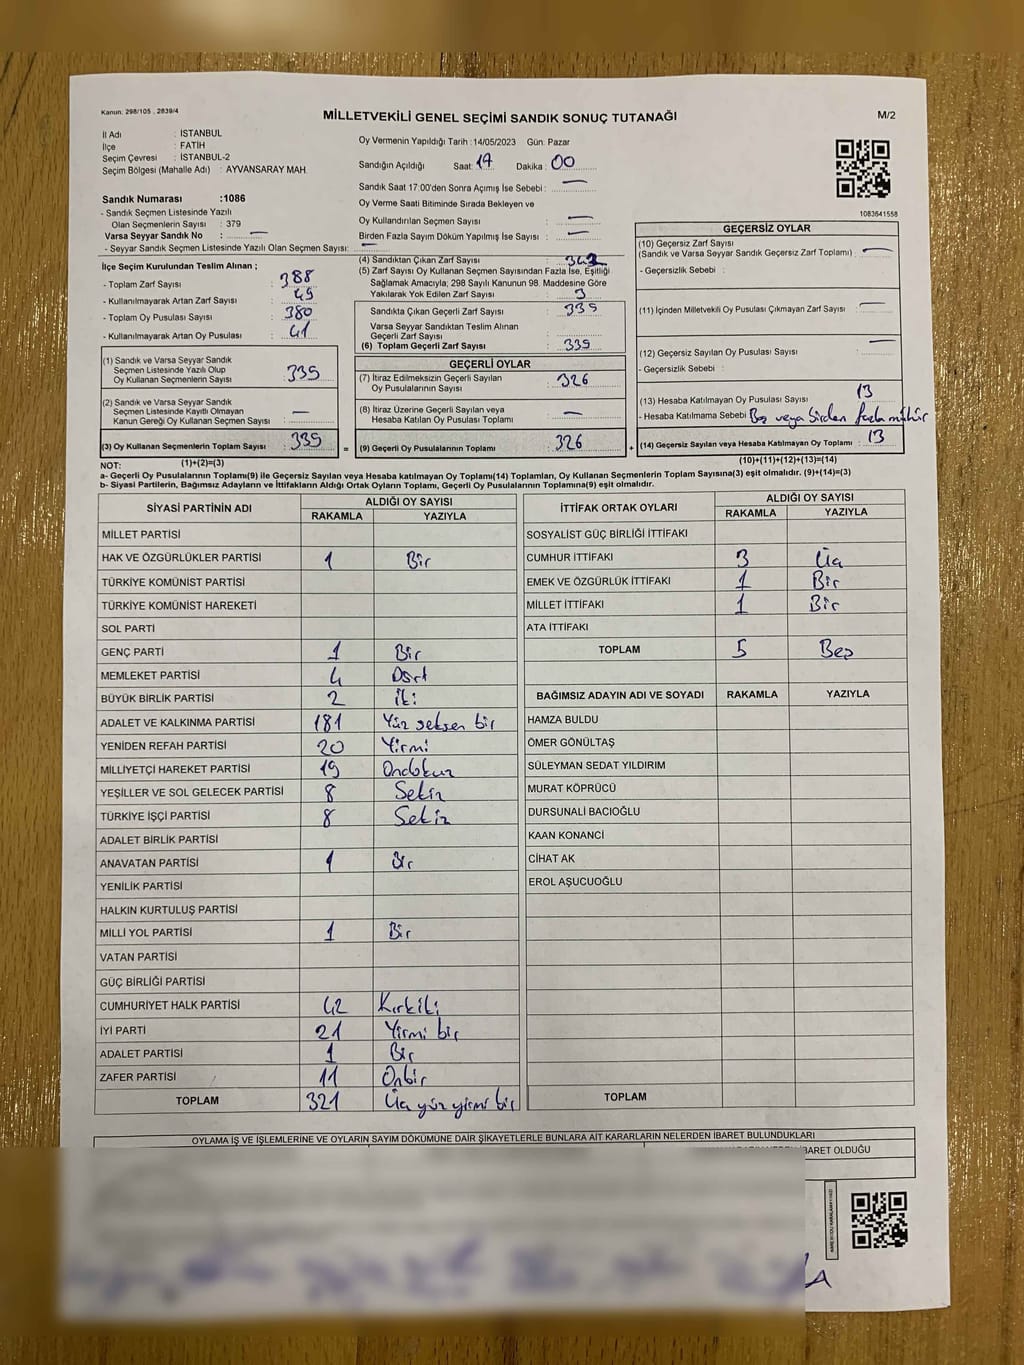 Kanun: 298/105 , 2839/4
MİLLETVEKİLİ GENEL SEÇİMİ SANDIK SONUÇ TUTANAĞI
M/2
İl Adı : İSTANBUL
İlçe : FATİH
Seçim Çevresi : İSTANBUL-2
Seçim Bölgesi (Mahalle Adı) : AYVANSARAY MAH.
Sandık Numarası :1086
- Sandık Seçmen Listesinde Yazılı
Olan Seçmenlerin Sayısı : 379
Varsa Seyyar Sandık No : —
- Seyyar Sandık Seçmen Listesinde Yazılı Olan Seçmen Sayısı: —
Oy Vermenin Yapıldığı Tarih : 14/05/2023 Gün: Pazar
Sandığın Açıldığı Saat: 17 Dakika: 00
Sandık Saat 17:00'den Sonra Açımış İse Sebebi : —
Oy Verme Saati Bitiminde Sırada Bekleyen ve
Oy Kullandırılan Seçmen Sayısı : —
Birden Fazla Sayım Döküm Yapılmış İse Sayısı : —
1083641558
İlçe Seçim Kurulundan Teslim Alınan ;
- Toplam Zarf Sayısı : 388
- Kullanılmayarak Artan Zarf Sayısı : 49
- Toplam Oy Pusulası Sayısı : 380
- Kullanılmayarak Artan Oy Pusulası : 41
(4) Sandıktan Çıkan Zarf Sayısı :
(5) Zarf Sayısı Oy Kullanan Seçmen Sayısından Fazla İse, Eşitliği
Sağlamak Amacıyla; 298 Sayılı Kanunun 98. Maddesine Göre
Yakılarak Yok Edilen Zarf Sayısı : 3
Sandıkta Çıkan Geçerli Zarf Sayısı : 339
Varsa Seyyar Sandıktan Teslim Alınan
Geçerli Zarf Sayısı :
(6) Toplam Geçerli Zarf Sayısı : 339
GEÇERSİZ OYLAR
(10) Geçersiz Zarf Sayısı
(Sandık ve Varsa Seyyar Sandık Geçersiz Zarf Toplamı) : —
- Geçersizlik Sebebi :
(11) İçinden Milletvekili Oy Pusulası Çıkmayan Zarf Sayısı : —
(12) Geçersiz Sayılan Oy Pusulası Sayısı : —
- Geçersizlik Sebebi :
(13) Hesaba Katılmayan Oy Pusulası Sayısı : 13
- Hesaba Katılmama Sebebi : Boş veya birden fazla mühür
(14) Geçersiz Sayılan veya Hesaba Katılmayan Oy Toplamı : 13
(10)+(11)+(12)+(13)=(14)
(1) Sandık ve Varsa Seyyar Sandık
Seçmen Listesinde Yazılı Olup
Oy Kullanan Seçmenlerin Sayısı : 339
(2) Sandık ve Varsa Seyyar Sandık
Seçmen Listesinde Kayıtlı Olmayan
Kanun Gereği Oy Kullanan Seçmen Sayısı : —
(3) Oy Kullanan Seçmenlerin Toplam Sayısı : 339 =
(1)+(2)=(3)
GEÇERLİ OYLAR
(7) İtiraz Edilmeksizin Geçerli Sayılan
Oy Pusulalarının Sayısı : 326
(8) İtiraz Üzerine Geçerli Sayılan veya
Hesaba Katılan Oy Pusulası Toplamı : —
(9) Geçerli Oy Pusulalarının Toplamı : 326 +
NOT:
a- Geçerli Oy Pusulalarının Toplamı(9) ile Geçersiz Sayılan veya Hesaba katılmayan Oy Toplamı(14) Toplamları, Oy Kullanan Seçmenlerin Toplam Sayısına(3) eşit olmalıdır. (9)+(14)=(3)
b- Siyasi Partilerin, Bağımsız Adayların ve İttifakların Aldığı Ortak Oyların Toplamı, Geçerli Oy Pusulalarının Toplamına(9) eşit olmalıdır.
SİYASİ PARTİNİN ADI ALDIĞI OY SAYISI
RAKAMLA YAZIYLA
MİLLET PARTİSİ
HAK VE ÖZGÜRLÜKLER PARTİSİ 1 Bir
TÜRKİYE KOMÜNİST PARTİSİ
TÜRKİYE KOMÜNİST HAREKETİ
SOL PARTİ
GENÇ PARTİ 1 Bir
MEMLEKET PARTİSİ 4 Dört
BÜYÜK BİRLİK PARTİSİ 2 iki
ADALET VE KALKINMA PARTİSİ 181 Yüz seksen bir
YENİDEN REFAH PARTİSİ 20 Yirmi
MİLLİYETÇİ HAREKET PARTİSİ 19 Ondokuz
YEŞİLLER VE SOL GELECEK PARTİSİ 8 Sekiz
TÜRKİYE İŞÇİ PARTİSİ 8 Sekiz
ADALET BİRLİK PARTİSİ
ANAVATAN PARTİSİ 1 Bir
YENİLİK PARTİSİ
HALKIN KURTULUŞ PARTİSİ
MİLLİ YOL PARTİSİ 1 Bir
VATAN PARTİSİ
GÜÇ BİRLİĞİ PARTİSİ
CUMHURİYET HALK PARTİSİ 42 Kırkiki
İYİ PARTİ 21 Yirmi bir
ADALET PARTİSİ 1 Bir
ZAFER PARTİSİ 11 Onbir
TOPLAM 321 Üç yüz yirmi bir
İTTİFAK ORTAK OYLARI ALDIĞI OY SAYISI
RAKAMLA YAZIYLA
SOSYALİST GÜÇ BİRLİĞİ İTTİFAKI
CUMHUR İTTİFAKI 3 Üç
EMEK VE ÖZGÜRLÜK İTTİFAKI 1 Bir
MİLLET İTTİFAKI 1 Bir
ATA İTTİFAKI
TOPLAM 5 Beş
BAĞIMSIZ ADAYIN ADI VE SOYADI RAKAMLA YAZIYLA
HAMZA BULDU
ÖMER GÖNÜLTAŞ
SÜLEYMAN SEDAT YILDIRIM
MURAT KÖPRÜCÜ
DURSUNALİ BACIOĞLU
KAAN KONANCİ
CİHAT AK
EROL AŞUCUOĞLU
TOPLAM
OYLAMA İŞ VE İŞLEMLERİNE VE OYLARIN SAYIM DÖKÜMÜNE DAİR ŞİKAYETLERLE BUNLARA AİT KARARLARIN NELERDEN İBARET BULUNDUKLARI
İBARET OLDUĞU